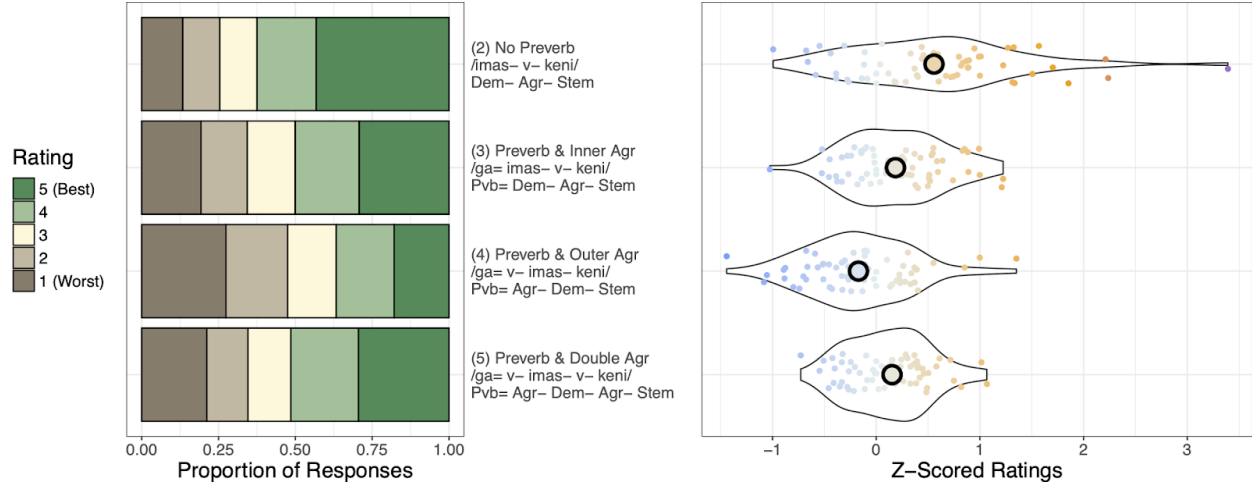 Rating
5 (Best)
4
3
2
1 (Worst)
(2) No Preverb
/imas− v− keni/
Dem− Agr− Stem
(3) Preverb & Inner Agr
/ga= imas− v− keni/
Pvb= Dem− Agr− Stem
(4) Preverb & Outer Agr
/ga= v− imas− keni/
Pvb= Agr− Dem− Stem
(5) Preverb & Double Agr
/ga= v− imas− v− keni/
Pvb= Agr− Dem− Agr− Stem
0.00 0.25 0.50 0.75 1.00
Proportion of Responses
−1 0 1 2 3
Z−Scored Ratings